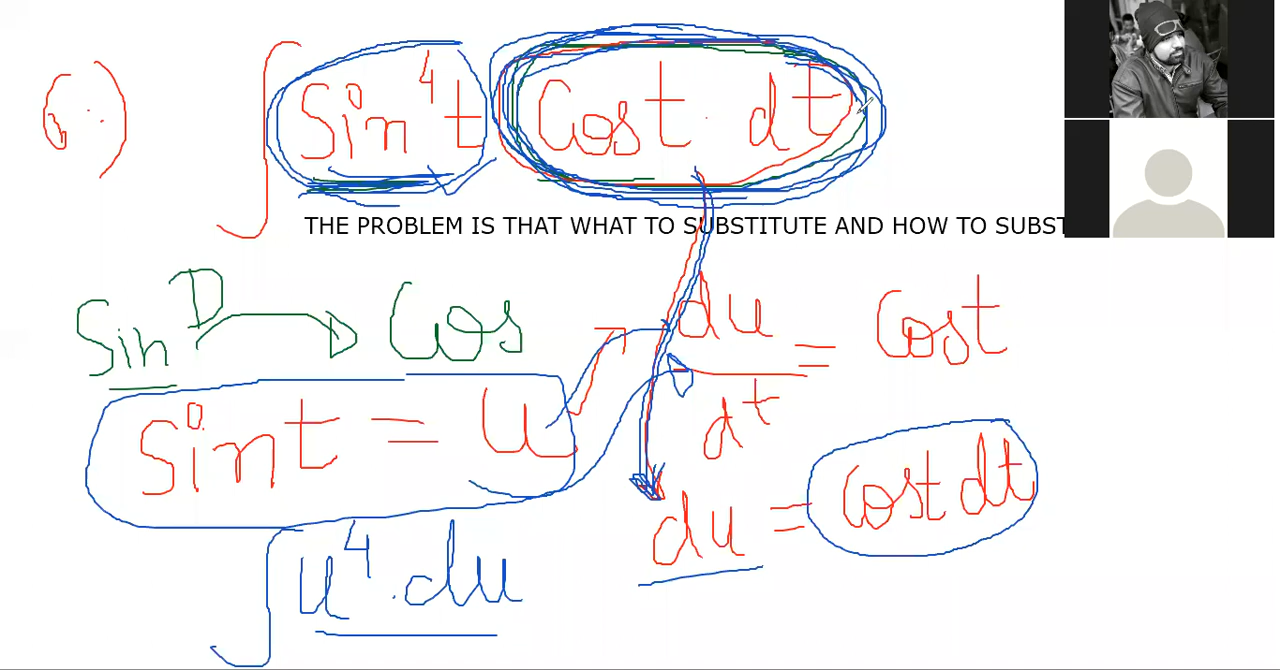 6.) ∫ Sin⁴t Cost dt
THE PROBLEM IS THAT WHAT TO SUBSTITUTE AND HOW TO SUBST
Sin D → Cos
du/dt = Cost
Sint = u
du = Cost dt
∫ u⁴ . du